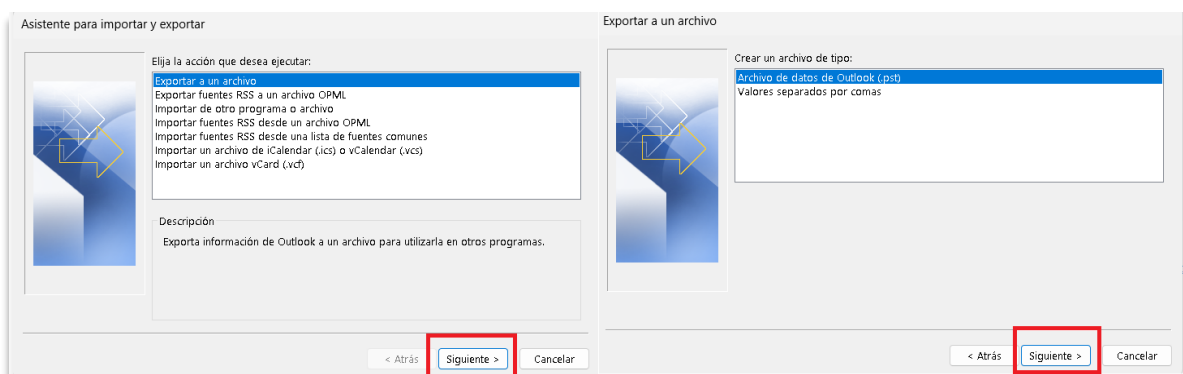 Asistente para importar y exportar
Elija la acción que desea ejecutar:
Exportar a un archivo
Exportar fuentes RSS a un archivo OPML
Importar de otro programa o archivo
Importar fuentes RSS desde un archivo OPML
Importar fuentes RSS desde una lista de fuentes comunes
Importar un archivo de iCalendar (.ics) o vCalendar (.vcs)
Importar un archivo vCard (.vcf)
Descripción
Exporta información de Outlook a un archivo para utilizarla en otros programas.
< Atrás
Siguiente >
Cancelar
Exportar a un archivo
Crear un archivo de tipo:
Archivo de datos de Outlook (.pst)
Valores separados por comas
< Atrás
Siguiente >
Cancelar